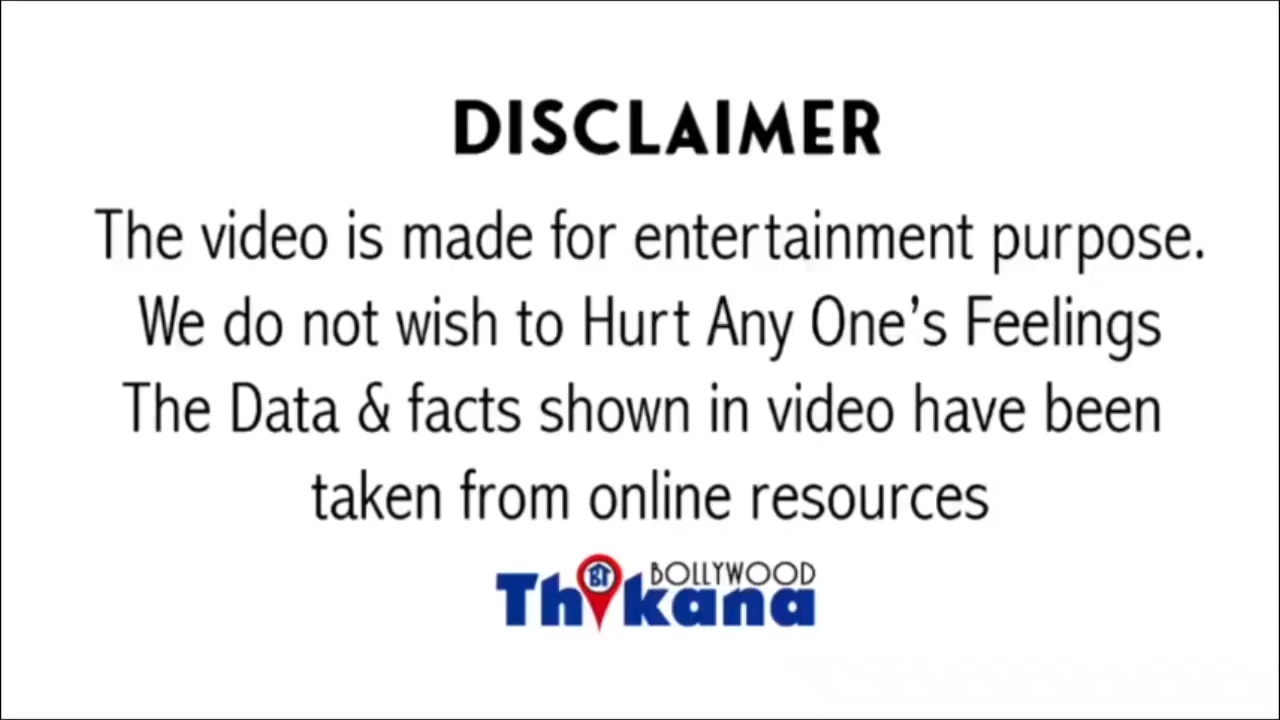 DISCLAIMER
The video is made for entertainment purpose.
We do not wish to Hurt Any One's Feelings
The Data & facts shown in video have been
taken from online resources
BOLLYWOOD
BT
Thikana